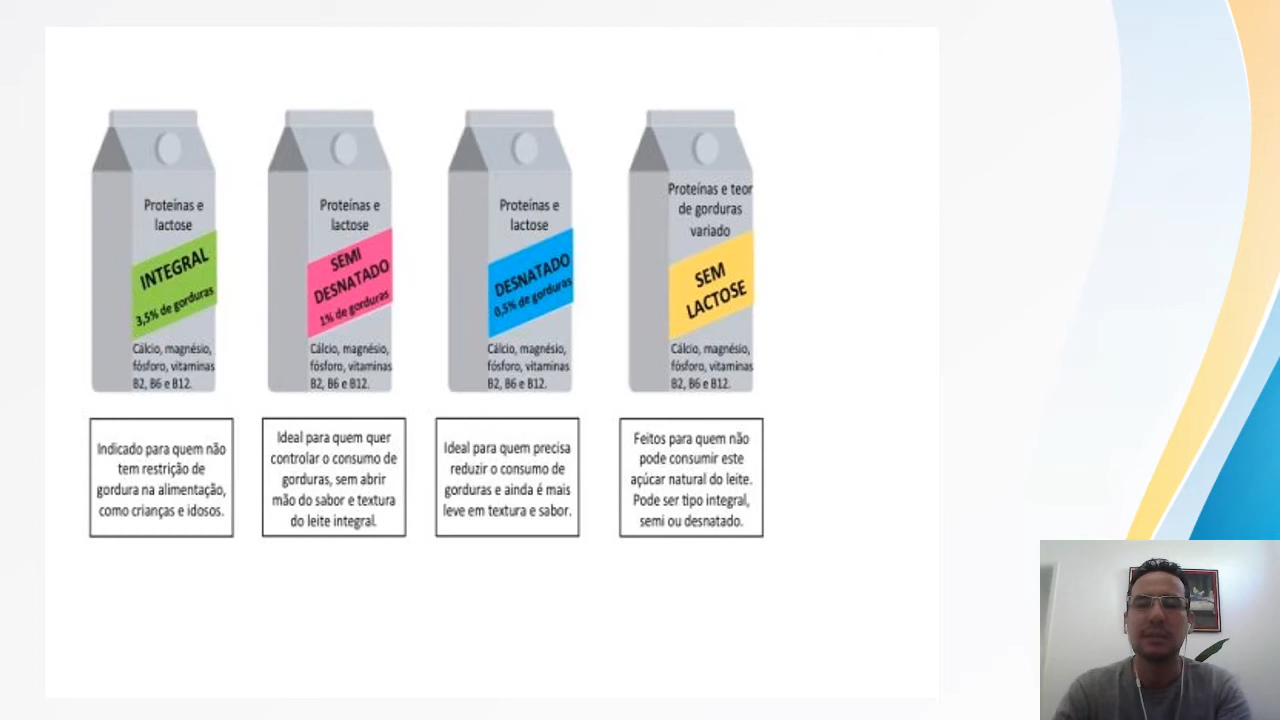 Proteínas e
lactose
INTEGRAL
3,5% de gorduras
Cálcio, magnésio,
fósforo, vitaminas
B2, B6 e B12.
Proteínas e
lactose
SEMI
DESNATADO
1% de gorduras
Cálcio, magnésio,
fósforo, vitaminas
B2, B6 e B12.
Proteínas e
lactose
DESNATADO
0,5% de gorduras
Cálcio, magnésio,
fósforo, vitaminas
B2, B6 e B12.
Proteínas e teor
de gorduras
variado
SEM
LACTOSE
Cálcio, magnésio,
fósforo, vitaminas
B2, B6 e B12.
Indicado para quem não
tem restrição de
gordura na alimentação,
como crianças e idosos.
Ideal para quem quer
controlar o consumo de
gorduras, sem abrir
mão do sabor e textura
do leite integral.
Ideal para quem precisa
reduzir o consumo de
gorduras e ainda é mais
leve em textura e sabor.
Feitos para quem não
pode consumir este
açúcar natural do leite.
Pode ser tipo integral,
semi ou desnatado.